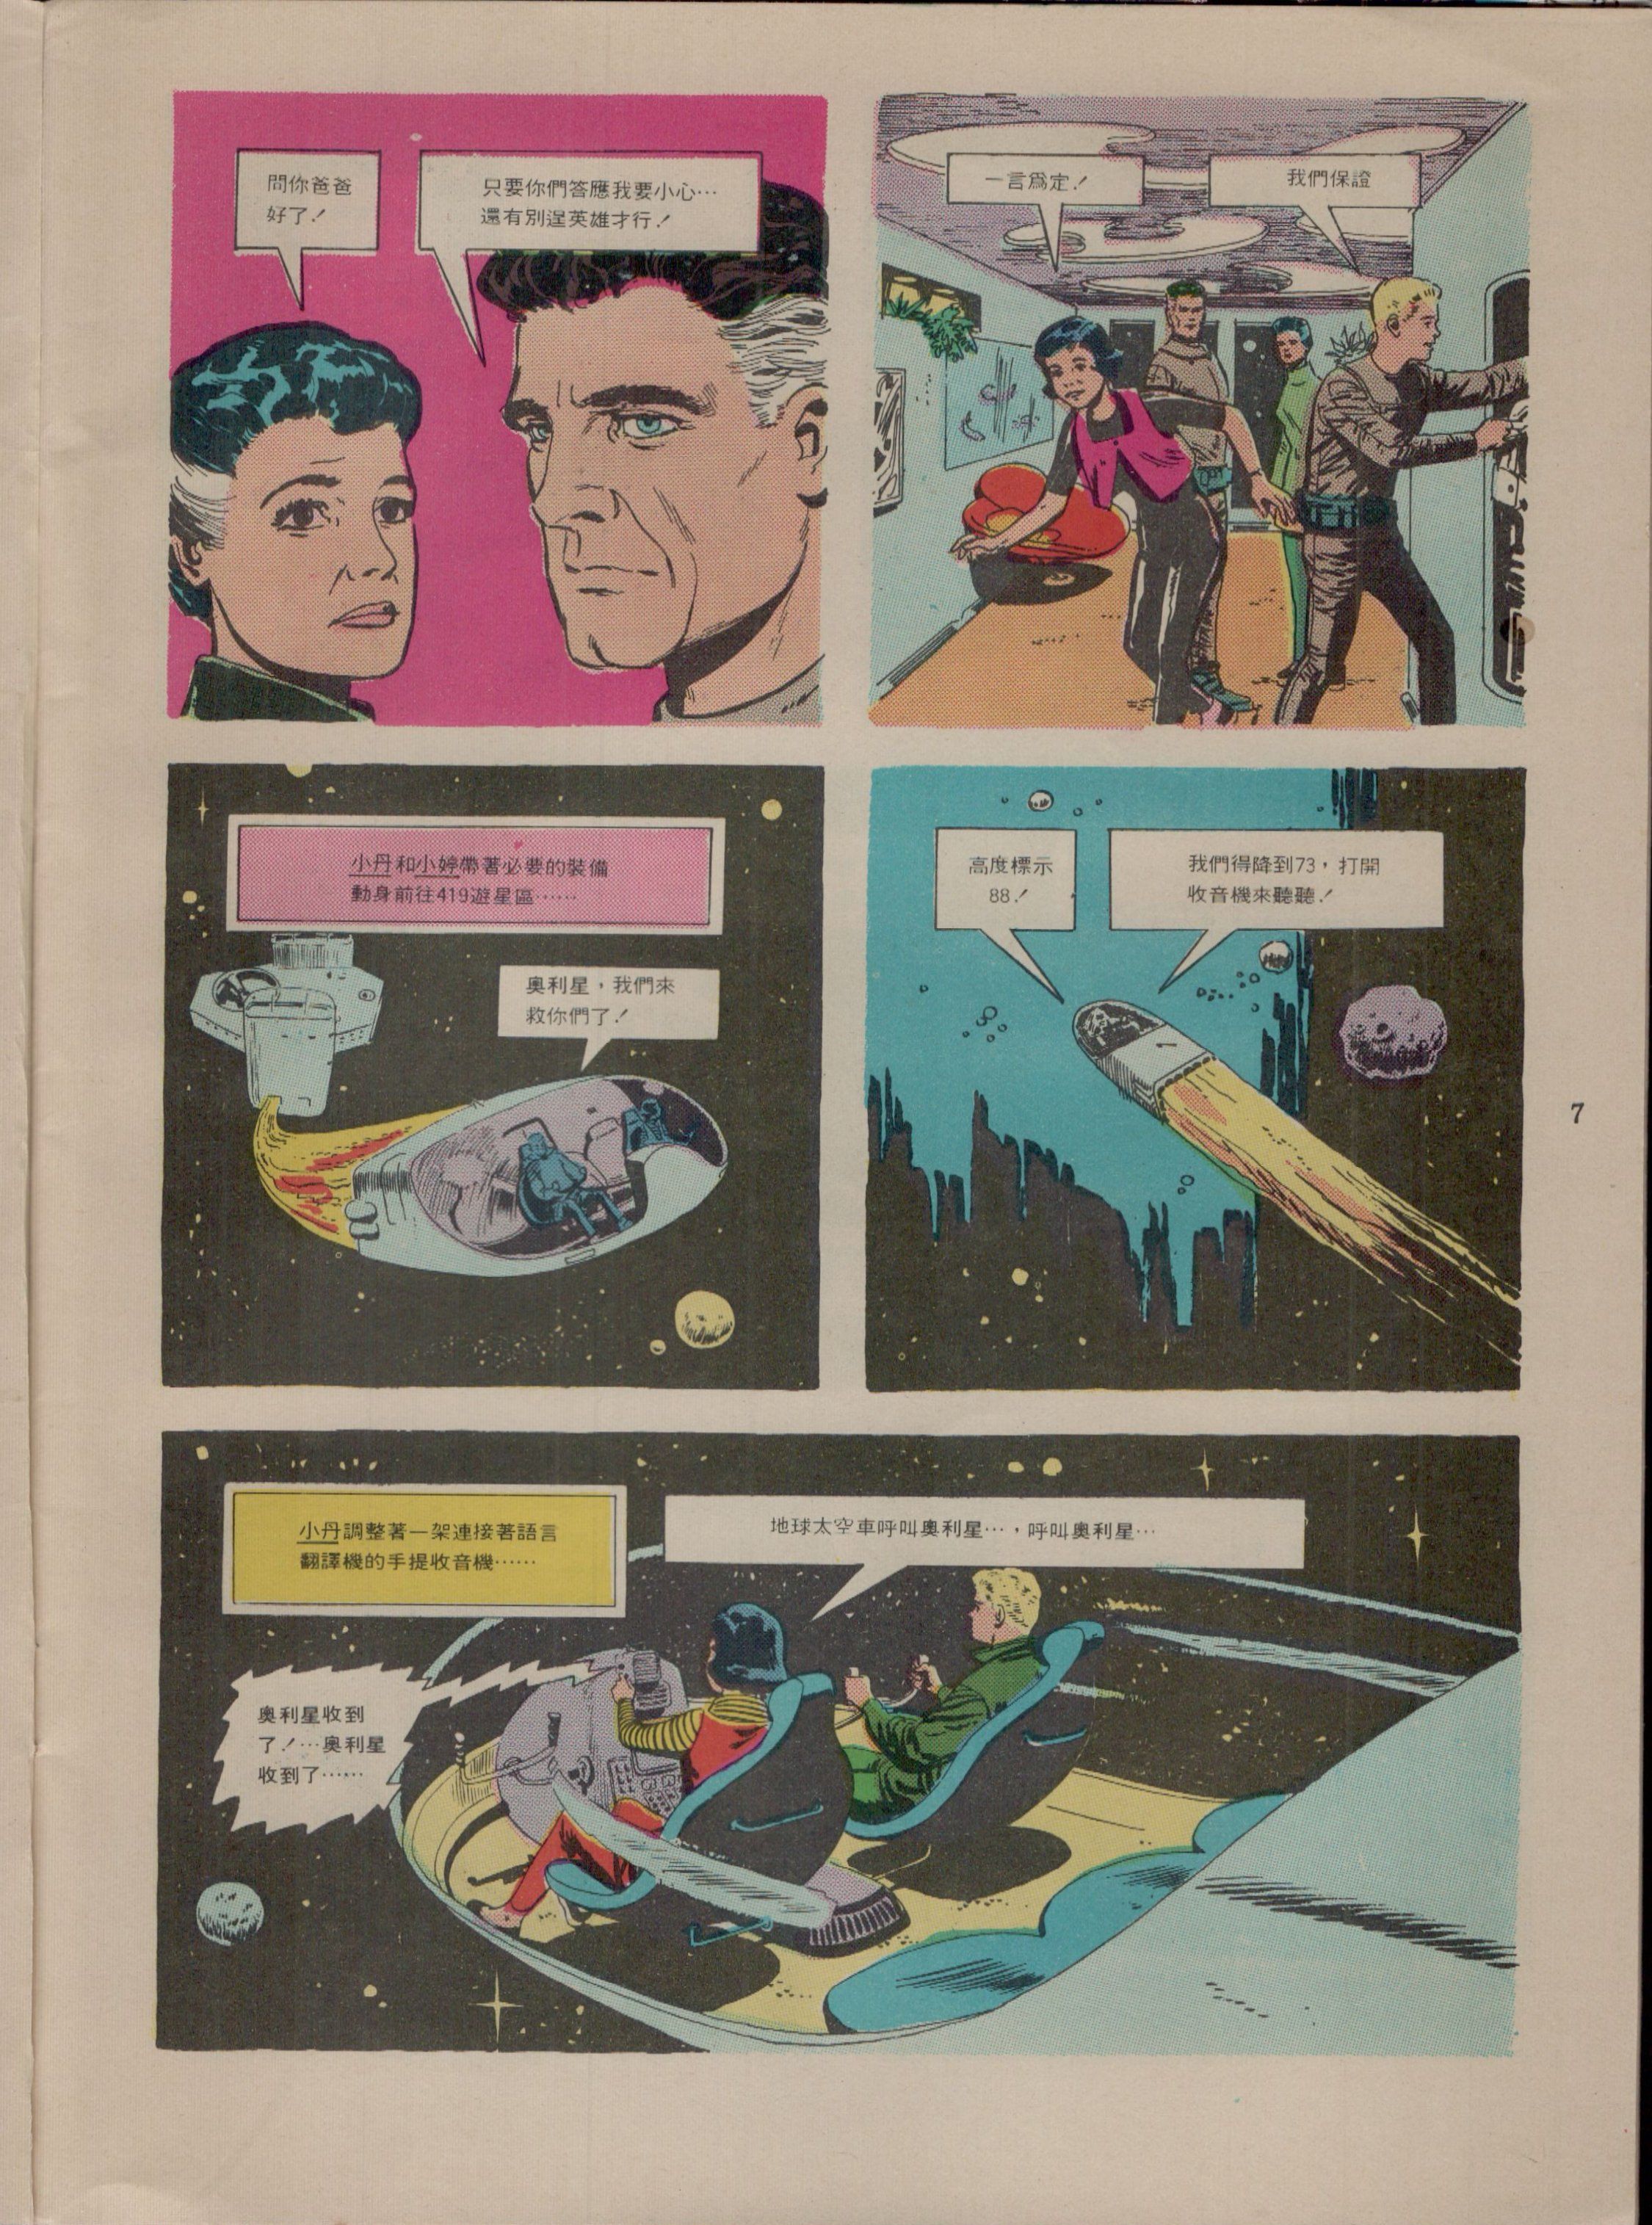 問你爸爸
好了！
只要你們答應我要小心…
還有別逞英雄才行！
一言爲定！
我們保證
小丹和小婷帶著必要的裝備
動身前往419遊星區……
奧利星，我們來
救你們了！
高度標示
88！
我們得降到73，打開
收音機來聽聽！
7
小丹調整著一架連接著語言
翻譯機的手提收音機……
地球太空車呼叫奧利星…，呼叫奧利星…
奧利星收到
了！…奧利星
收到了……